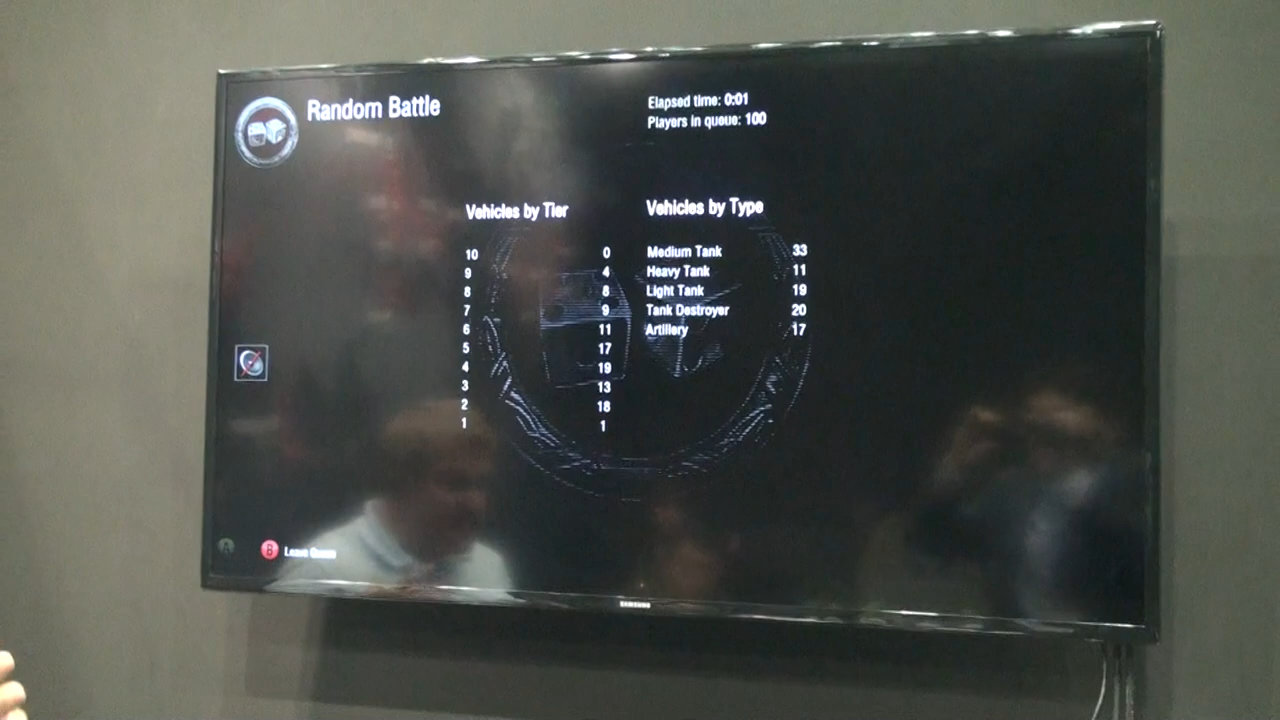 Random Battle
Elapsed time: 0:01
Players in queue: 100
Vehicles by Tier
10 0
9 4
8 8
7 9
6 11
5 17
4 19
3 13
2 18
1 1
Vehicles by Type
Medium Tank 33
Heavy Tank 11
Light Tank 19
Tank Destroyer 20
Artillery 17
A
B Leave Queue
SAMSUNG